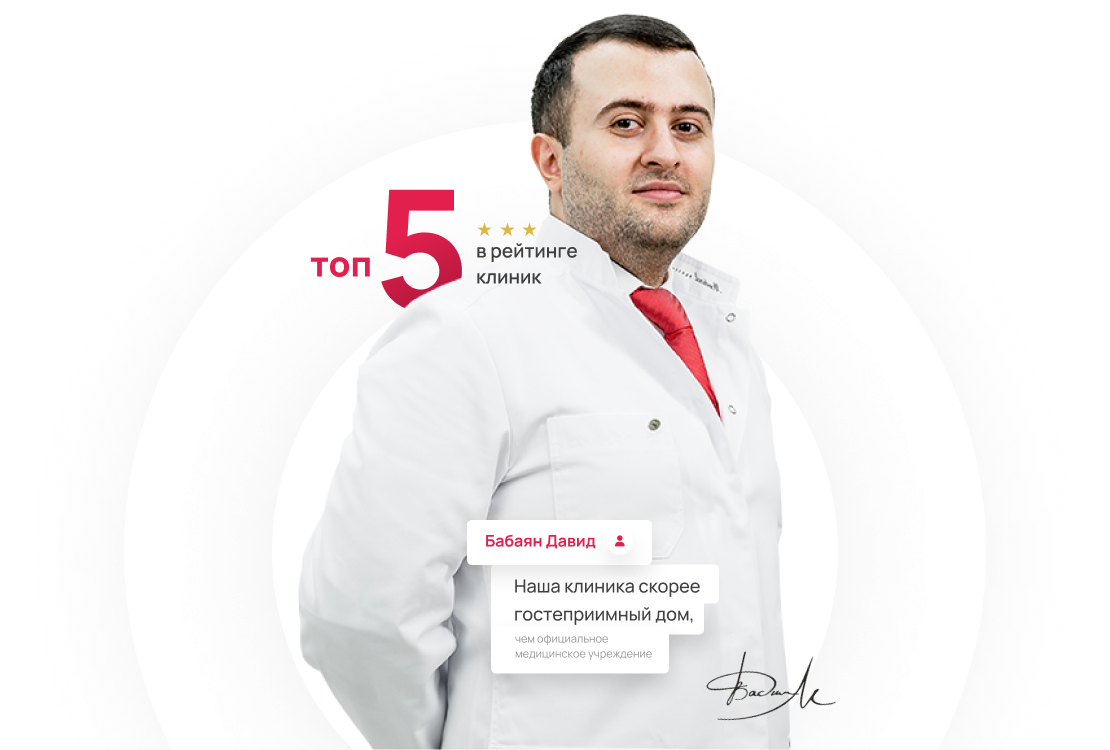 топ 5
в рейтинге
клиник
Бабаян Давид
Наша клиника скорее
гостеприимный дом,
чем официальное
медицинское учреждение